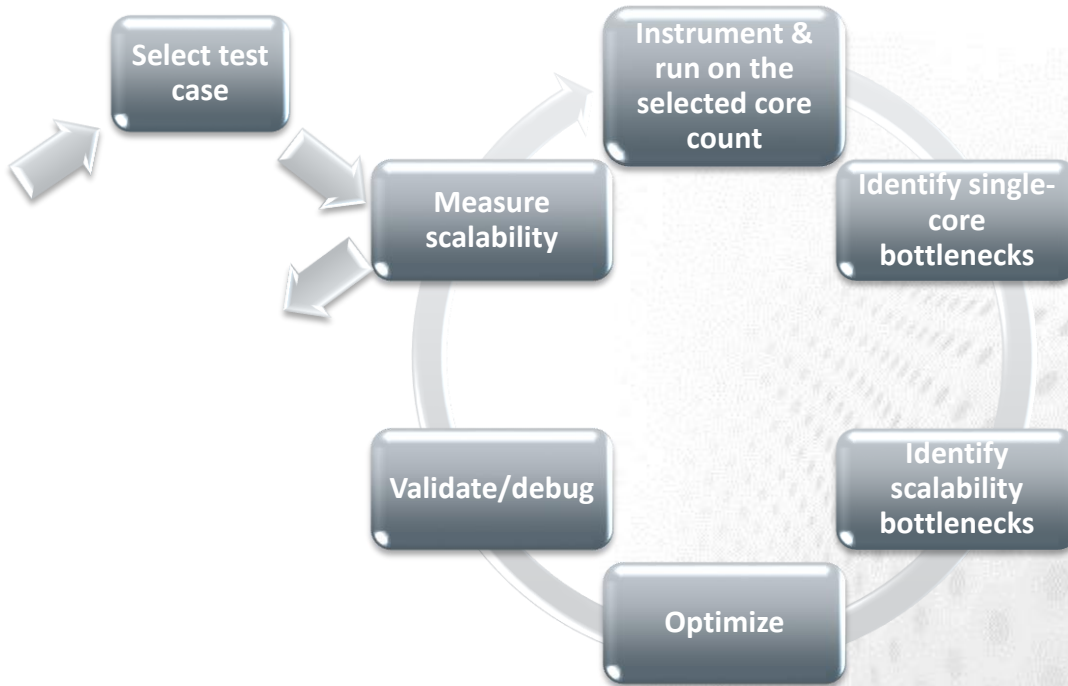 Select test
case
Instrument &
run on the
selected core
count
Measure
scalability
Identify single-
core
bottlenecks
Validate/debug
Identify
scalability
bottlenecks
Optimize